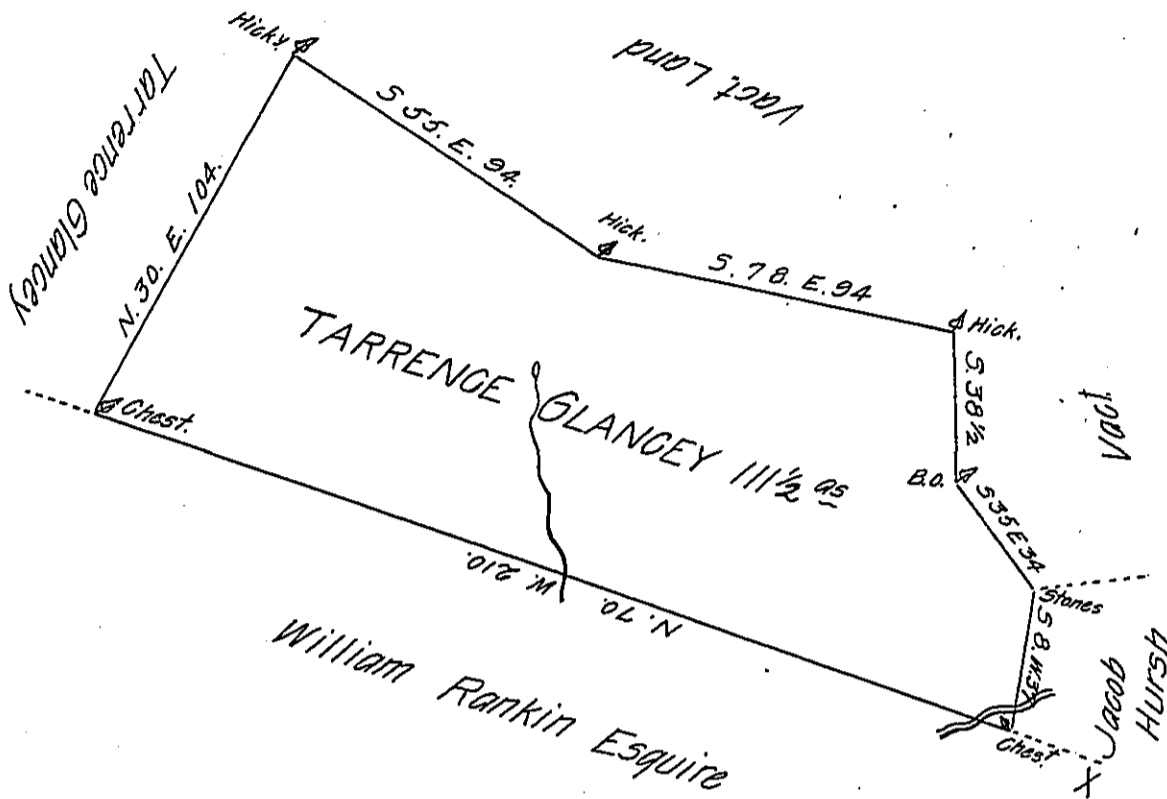 Hicky
Vact Land
Tarrence Glancey
S 55. E. 94.
N. 30. E. 104.
Hick.
S. 78. E. 94
Hick.
TARRENCE GLANCEY 111½ as
Chest.
S. 38½
Vact.
B.O.
S 35 E 34
Stones
N. 70. W. 210.
S 8. W. 37
William Rankin Esquire
Chest.
Jacob
Hursh
X